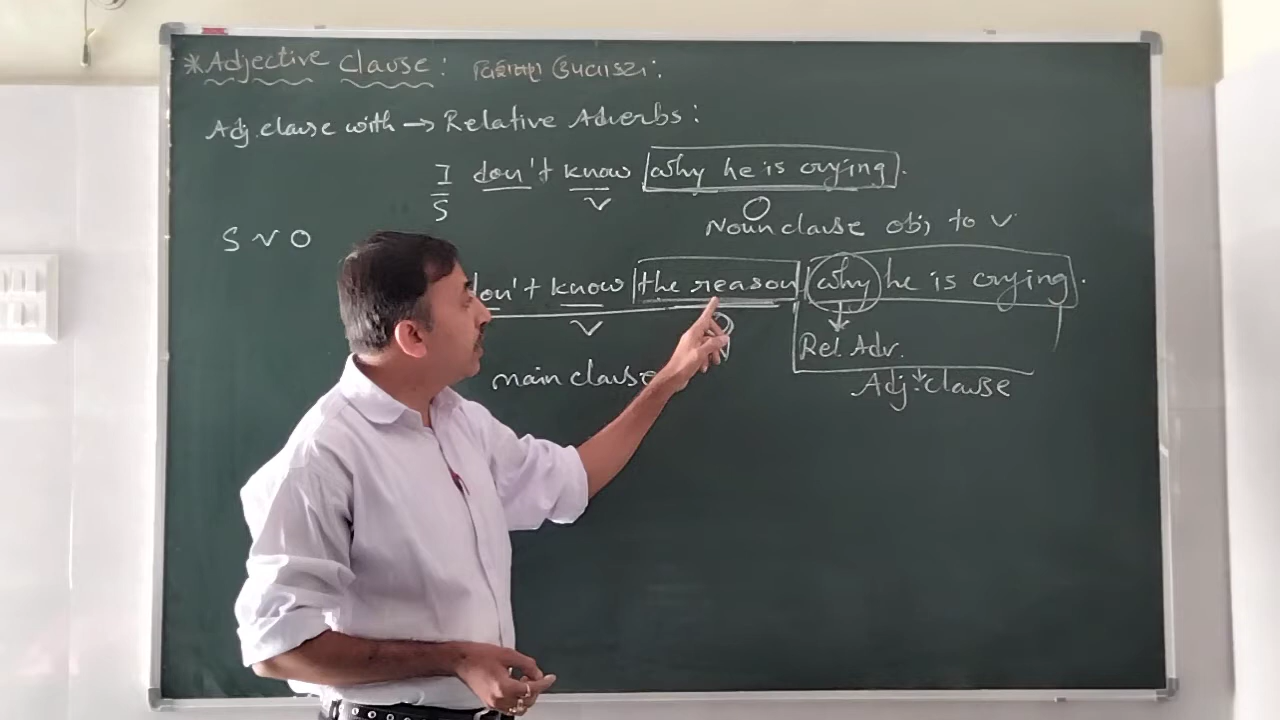 *Adjective clause:
Adj. clause with → Relative Adverbs:
I don't know why he is crying.
S V O
Noun clause obj to V
S V O
don't know the reason why he is crying.
V
Rel. Adv.
main clause
Adj. clause